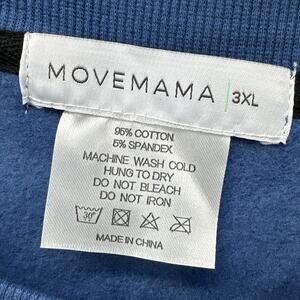 MOVEMAMA 3XL
95% COTTON
5% SPANDEX
MACHINE WASH COLD
HUNG TO DRY
DO NOT BLEACH
DO NOT IRON
30°
MADE IN CHINA